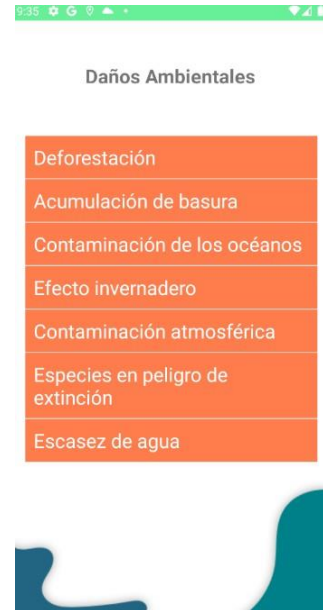 9:35 G
Daños Ambientales
Deforestación
Acumulación de basura
Contaminación de los océanos
Efecto invernadero
Contaminación atmosférica
Especies en peligro de
extinción
Escasez de agua